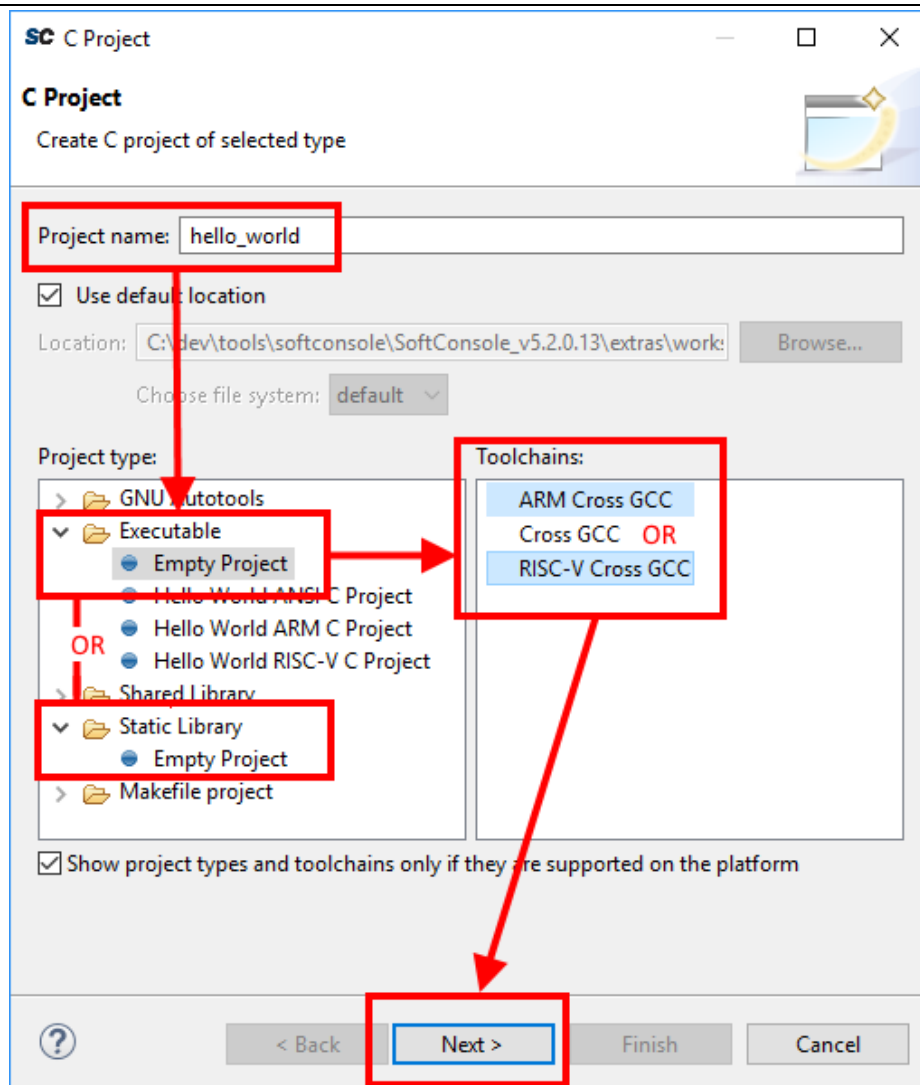 SC C Project
C Project
Create C project of selected type
Project name: hello_world
Use default location
Location: C:\dev\tools\softconsole\SoftConsole_v5.2.0.13\extras\works Browse...
Choose file system: default
Project type: Toolchains:
GNU Autotools ARM Cross GCC
Executable Cross GCC OR
Empty Project RISC-V Cross GCC
Hello World ANSI C Project
Hello World ARM C Project
OR
Hello World RISC-V C Project
Shared Library
Static Library
Empty Project
Makefile project
Show project types and toolchains only if they are supported on the platform
? < Back Next > Finish Cancel